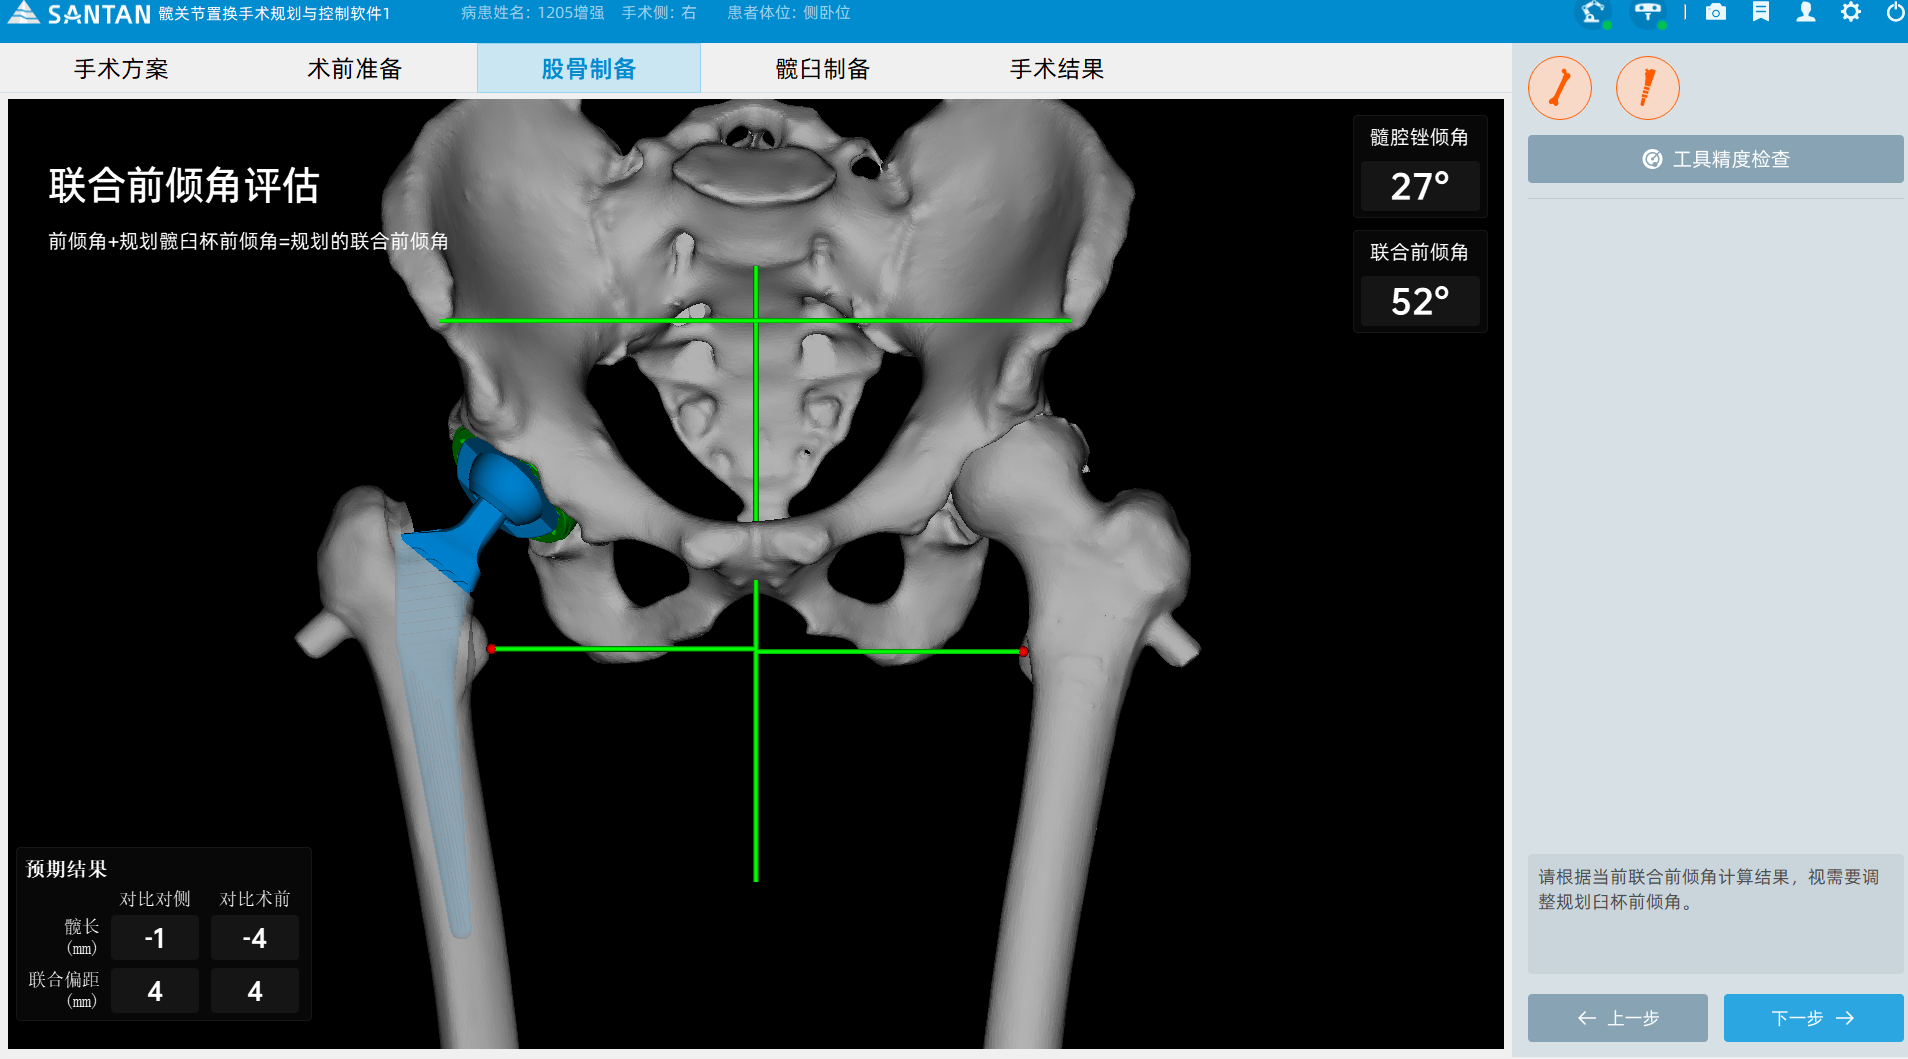 SANTAN 髋关节置换手术规划与控制软件1 病患姓名: 1205增强 手术侧: 右 患者体位: 侧卧位
手术方案 术前准备 股骨制备 髋臼制备 手术结果
工具精度检查
联合前倾角评估
前倾角+规划髋臼杯前倾角=规划的联合前倾角
髓腔锉倾角
27°
联合前倾角
52°
预期结果
对比对侧 对比术前
髋长
(mm)
-1 -4
联合偏距
(mm)
4 4
请根据当前联合前倾角计算结果，视需要调
整规划臼杯前倾角。
← 上一步 下一步 →